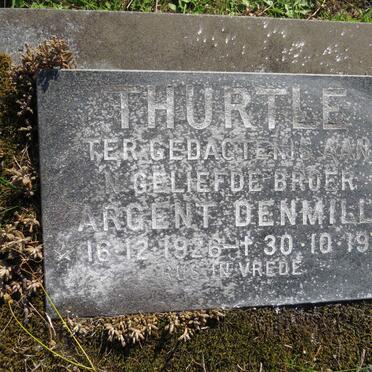 THURTLE
TER GEDAGTENIS AAN
'N GELIEFDE BROER
ARGENT DENMILL
* 16·12·1926 – † 30·10·19
RUS IN VREDE